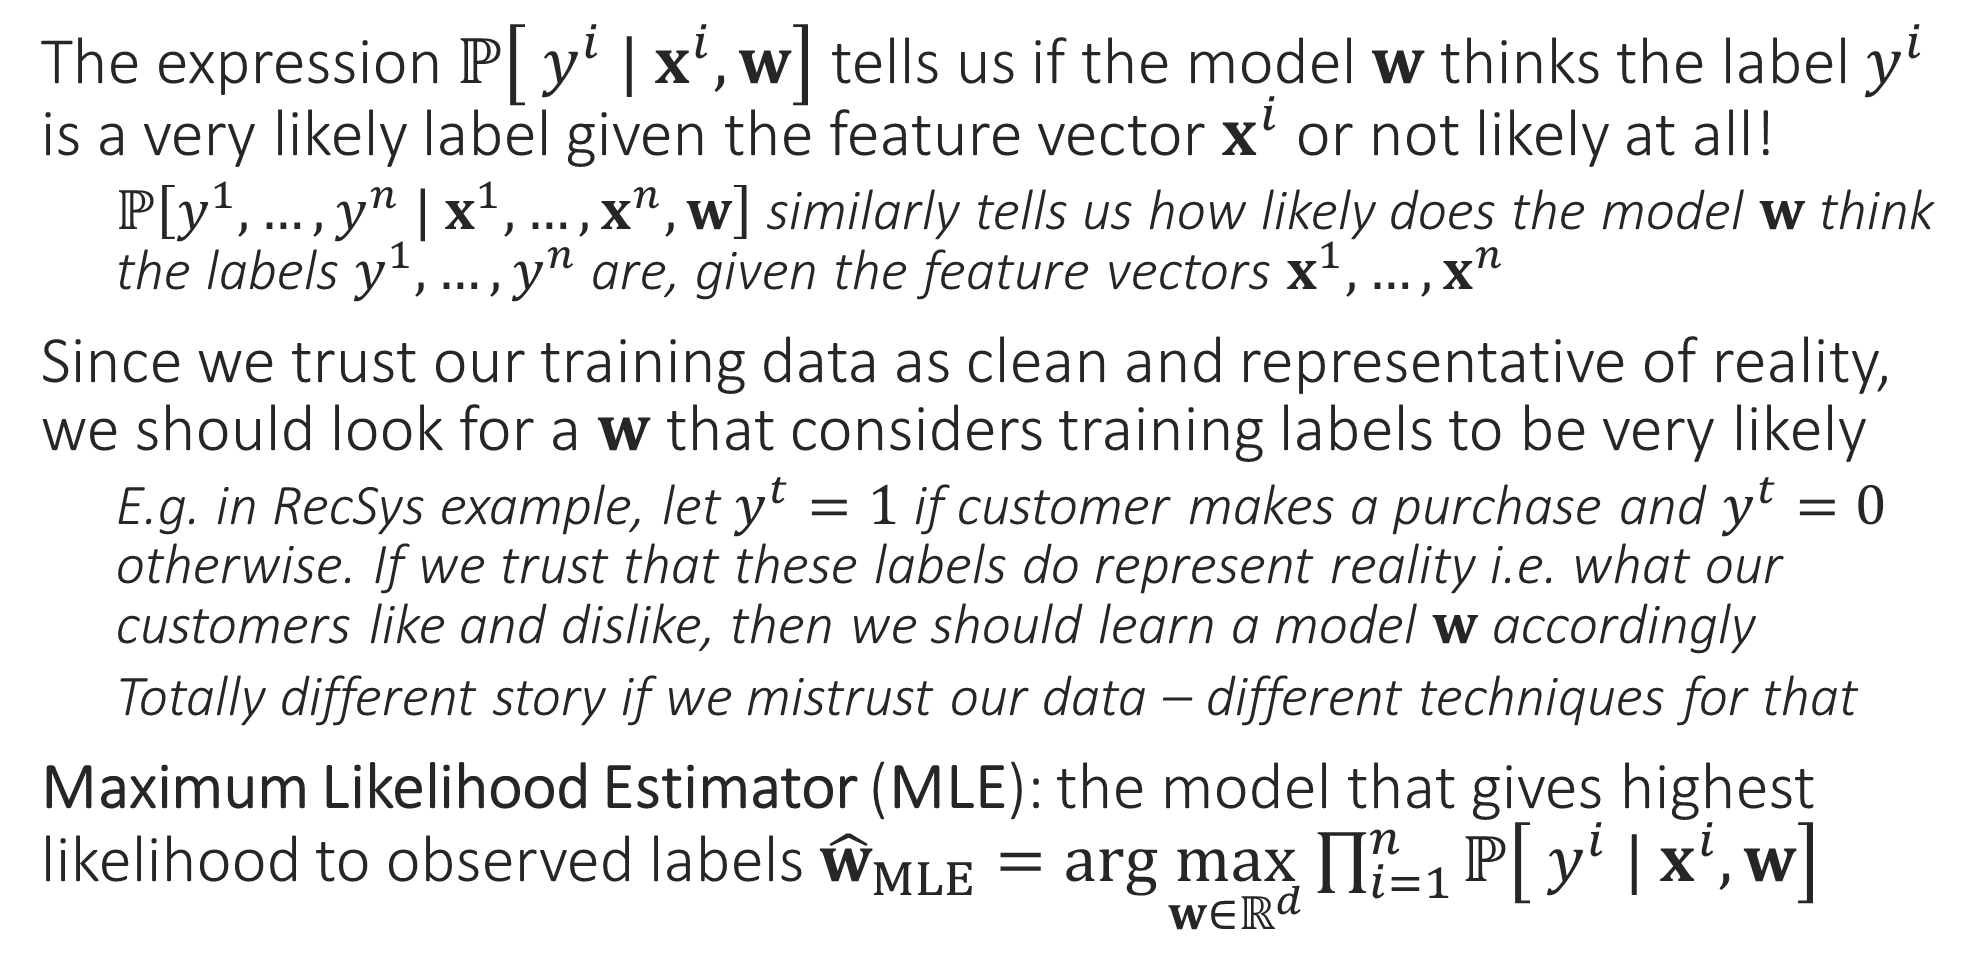 The expression ℙ[ yⁱ | 𝐱ⁱ, 𝐰] tells us if the model 𝐰 thinks the label yⁱ
is a very likely label given the feature vector 𝐱ⁱ or not likely at all!
ℙ[y¹, … , yⁿ | 𝐱¹, … , 𝐱ⁿ, 𝐰] similarly tells us how likely does the model 𝐰 think
the labels y¹, … , yⁿ are, given the feature vectors 𝐱¹, … , 𝐱ⁿ
Since we trust our training data as clean and representative of reality,
we should look for a 𝐰 that considers training labels to be very likely
E.g. in RecSys example, let yᵗ = 1 if customer makes a purchase and yᵗ = 0
otherwise. If we trust that these labels do represent reality i.e. what our
customers like and dislike, then we should learn a model 𝐰 accordingly
Totally different story if we mistrust our data – different techniques for that
Maximum Likelihood Estimator (MLE): the model that gives highest
likelihood to observed labels 𝐰̂_MLE = arg max_{𝐰∈ℝᵈ} ∏ⁿ_{i=1} ℙ[ yⁱ | 𝐱ⁱ, 𝐰]